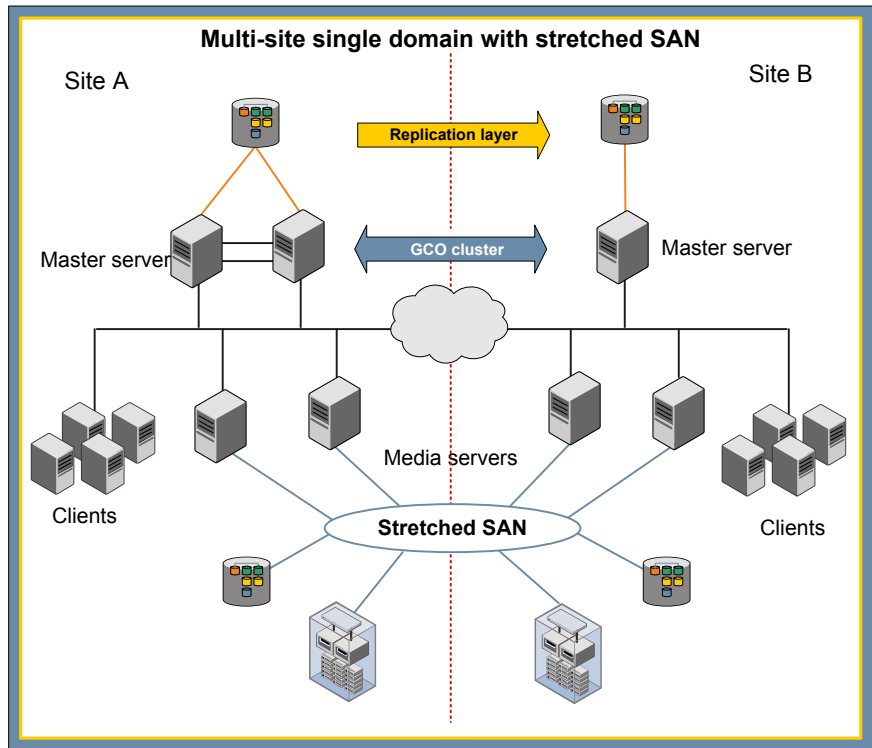 Multi-site single domain with stretched SAN
Site A
Site B
Replication layer
Master server
GCO cluster
Master server
Media servers
Clients
Stretched SAN
Clients